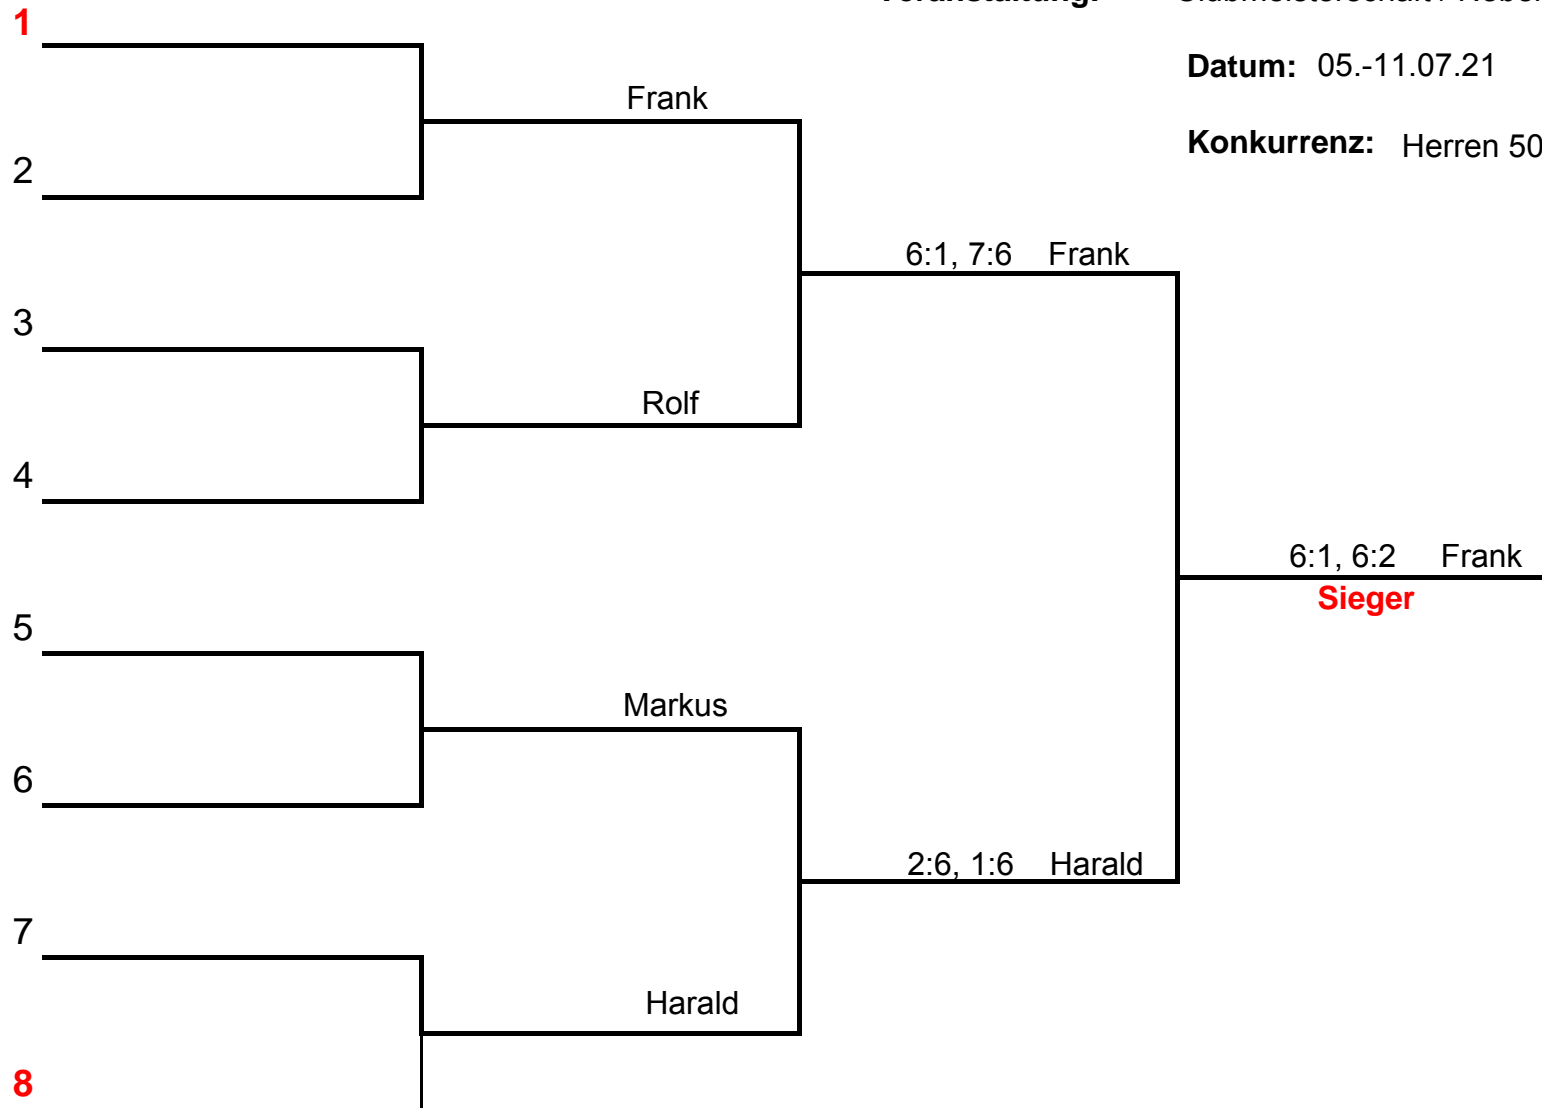 1
Veranstaltung:
Datum: 05.-11.07.21
Frank
Konkurrenz: Herren 50
2
6:1, 7:6 Frank
3
Rolf
4
6:1, 6:2 Frank
Sieger
5
Markus
6
2:6, 1:6 Harald
7
Harald
8